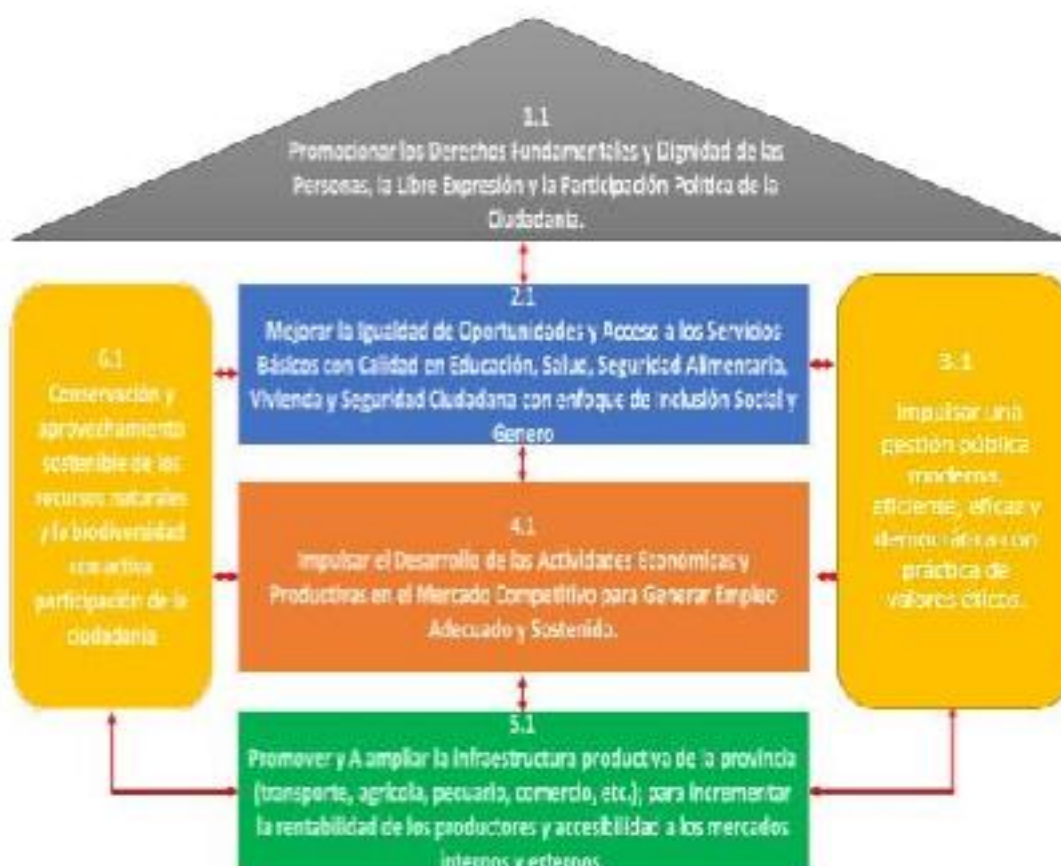 1.1
Promocionar los Derechos Fundamentales y Dignidad de las
Personas, la Libre Expresión y la Participación Política de la
Ciudadanía.
2.1
Mejorar la Igualdad de Oportunidades y Acceso a los Servicios
Básicos con Calidad en Educación, Salud, Seguridad Alimentaria,
Vivienda y Seguridad Ciudadana con enfoque de Inclusión Social y
Genero
6.1
Conservación y
aprovechamiento
sostenible de los
recursos naturales
y la biodiversidad
con activa
participación de la
ciudadanía
3.1
Impulsar una
gestión pública
moderna,
eficiente, eficaz y
democrática con
práctica de
valores éticos.
4.1
Impulsar el Desarrollo de las Actividades Económicas y
Productivas en el Mercado Competitivo para Generar Empleo
Adecuado y Sostenido.
5.1
Promover y A ampliar la infraestructura productiva de la provincia
(transporte, agrícola, pecuario, comercio, etc.); para incrementar
la rentabilidad de los productores y accesibilidad a los mercados
internos y externos.